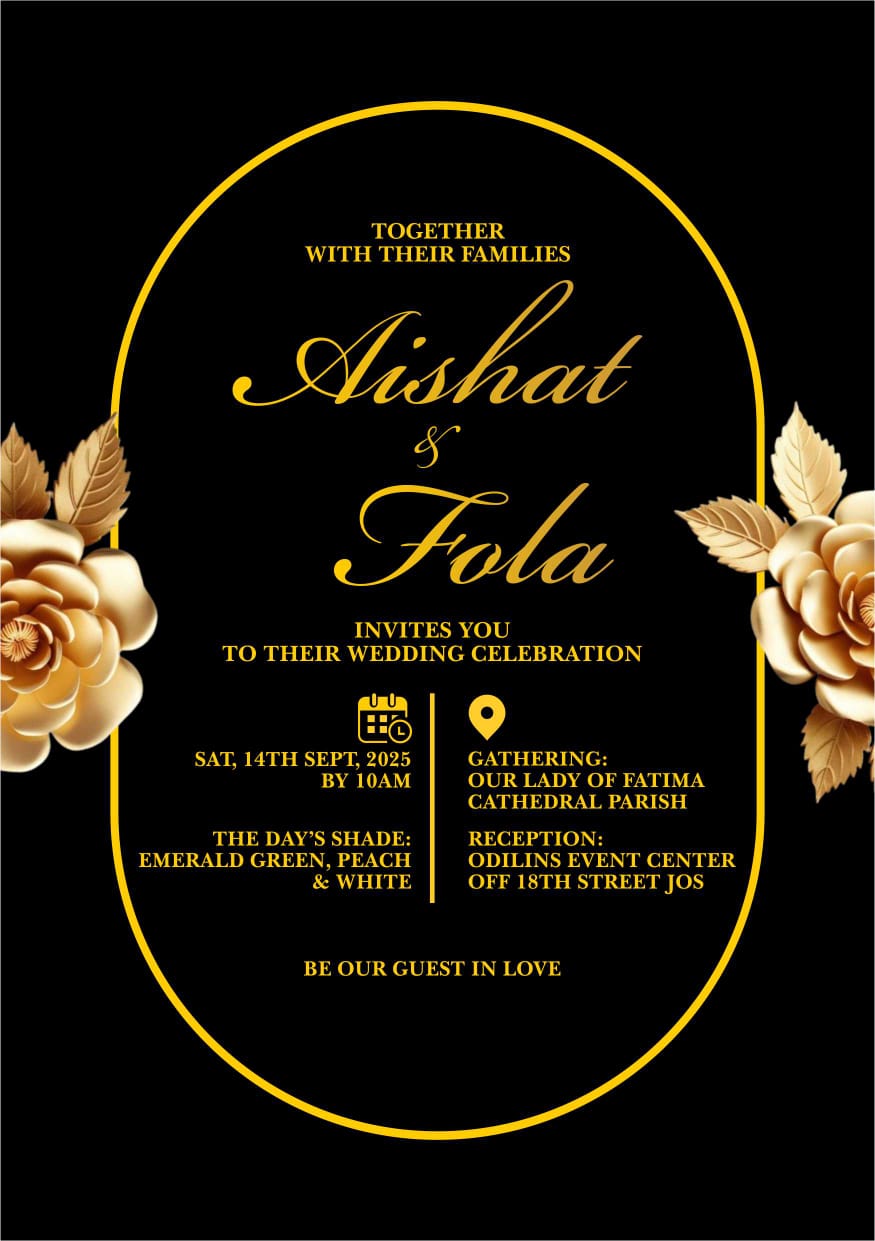 TOGETHER
WITH THEIR FAMILIES
Aishat
&
Fola
INVITES YOU
TO THEIR WEDDING CELEBRATION
SAT, 14TH SEPT, 2025
BY 10AM
THE DAY'S SHADE:
EMERALD GREEN, PEACH
& WHITE
GATHERING:
OUR LADY OF FATIMA
CATHEDRAL PARISH
RECEPTION:
ODILINS EVENT CENTER
OFF 18TH STREET JOS
BE OUR GUEST IN LOVE